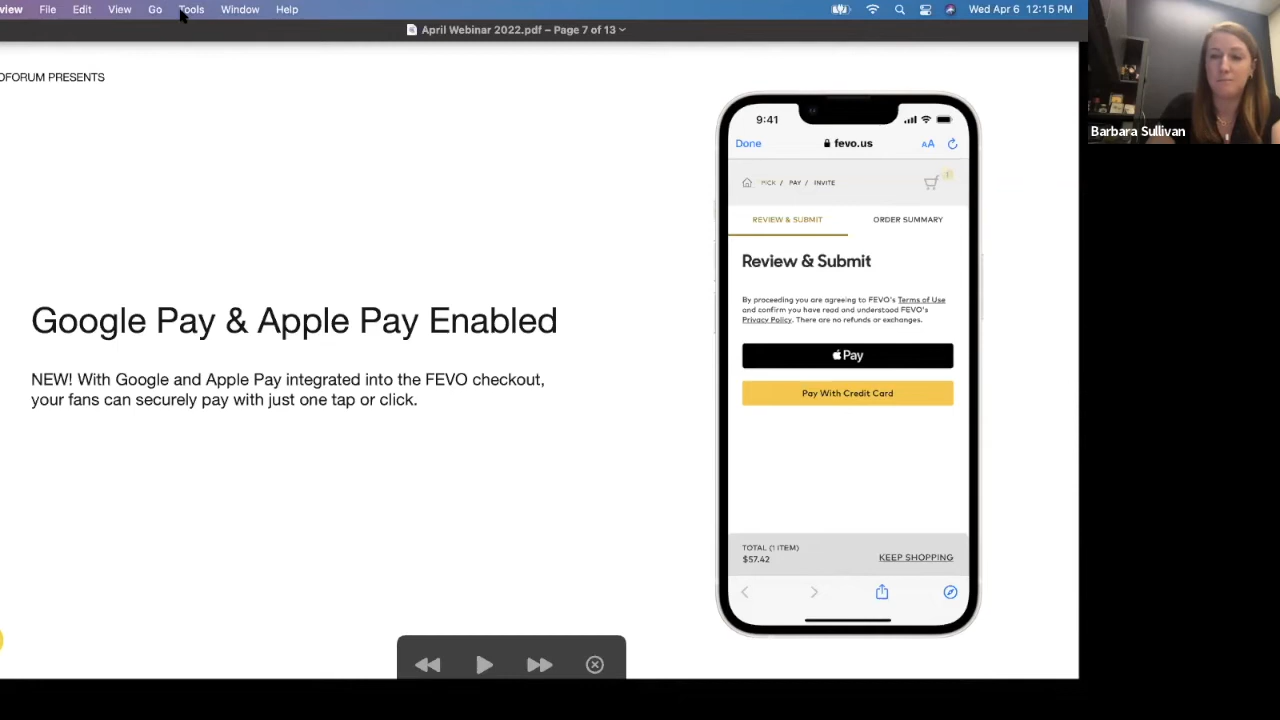 view File Edit View Go Tools Window Help Wed Apr 6 12:15 PM
April Webinar 2022.pdf – Page 7 of 13
OFORUM PRESENTS
Google Pay & Apple Pay Enabled
NEW! With Google and Apple Pay integrated into the FEVO checkout,
your fans can securely pay with just one tap or click.
9:41
Done fevo.us AA
PICK / PAY / INVITE 1
REVIEW & SUBMIT ORDER SUMMARY
Review & Submit
By proceeding you are agreeing to FEVO's Terms of Use
and confirm you have read and understood FEVO's
Privacy Policy. There are no refunds or exchanges.
Pay
Pay With Credit Card
TOTAL (1 ITEM)
$57.42
KEEP SHOPPING
Barbara Sullivan